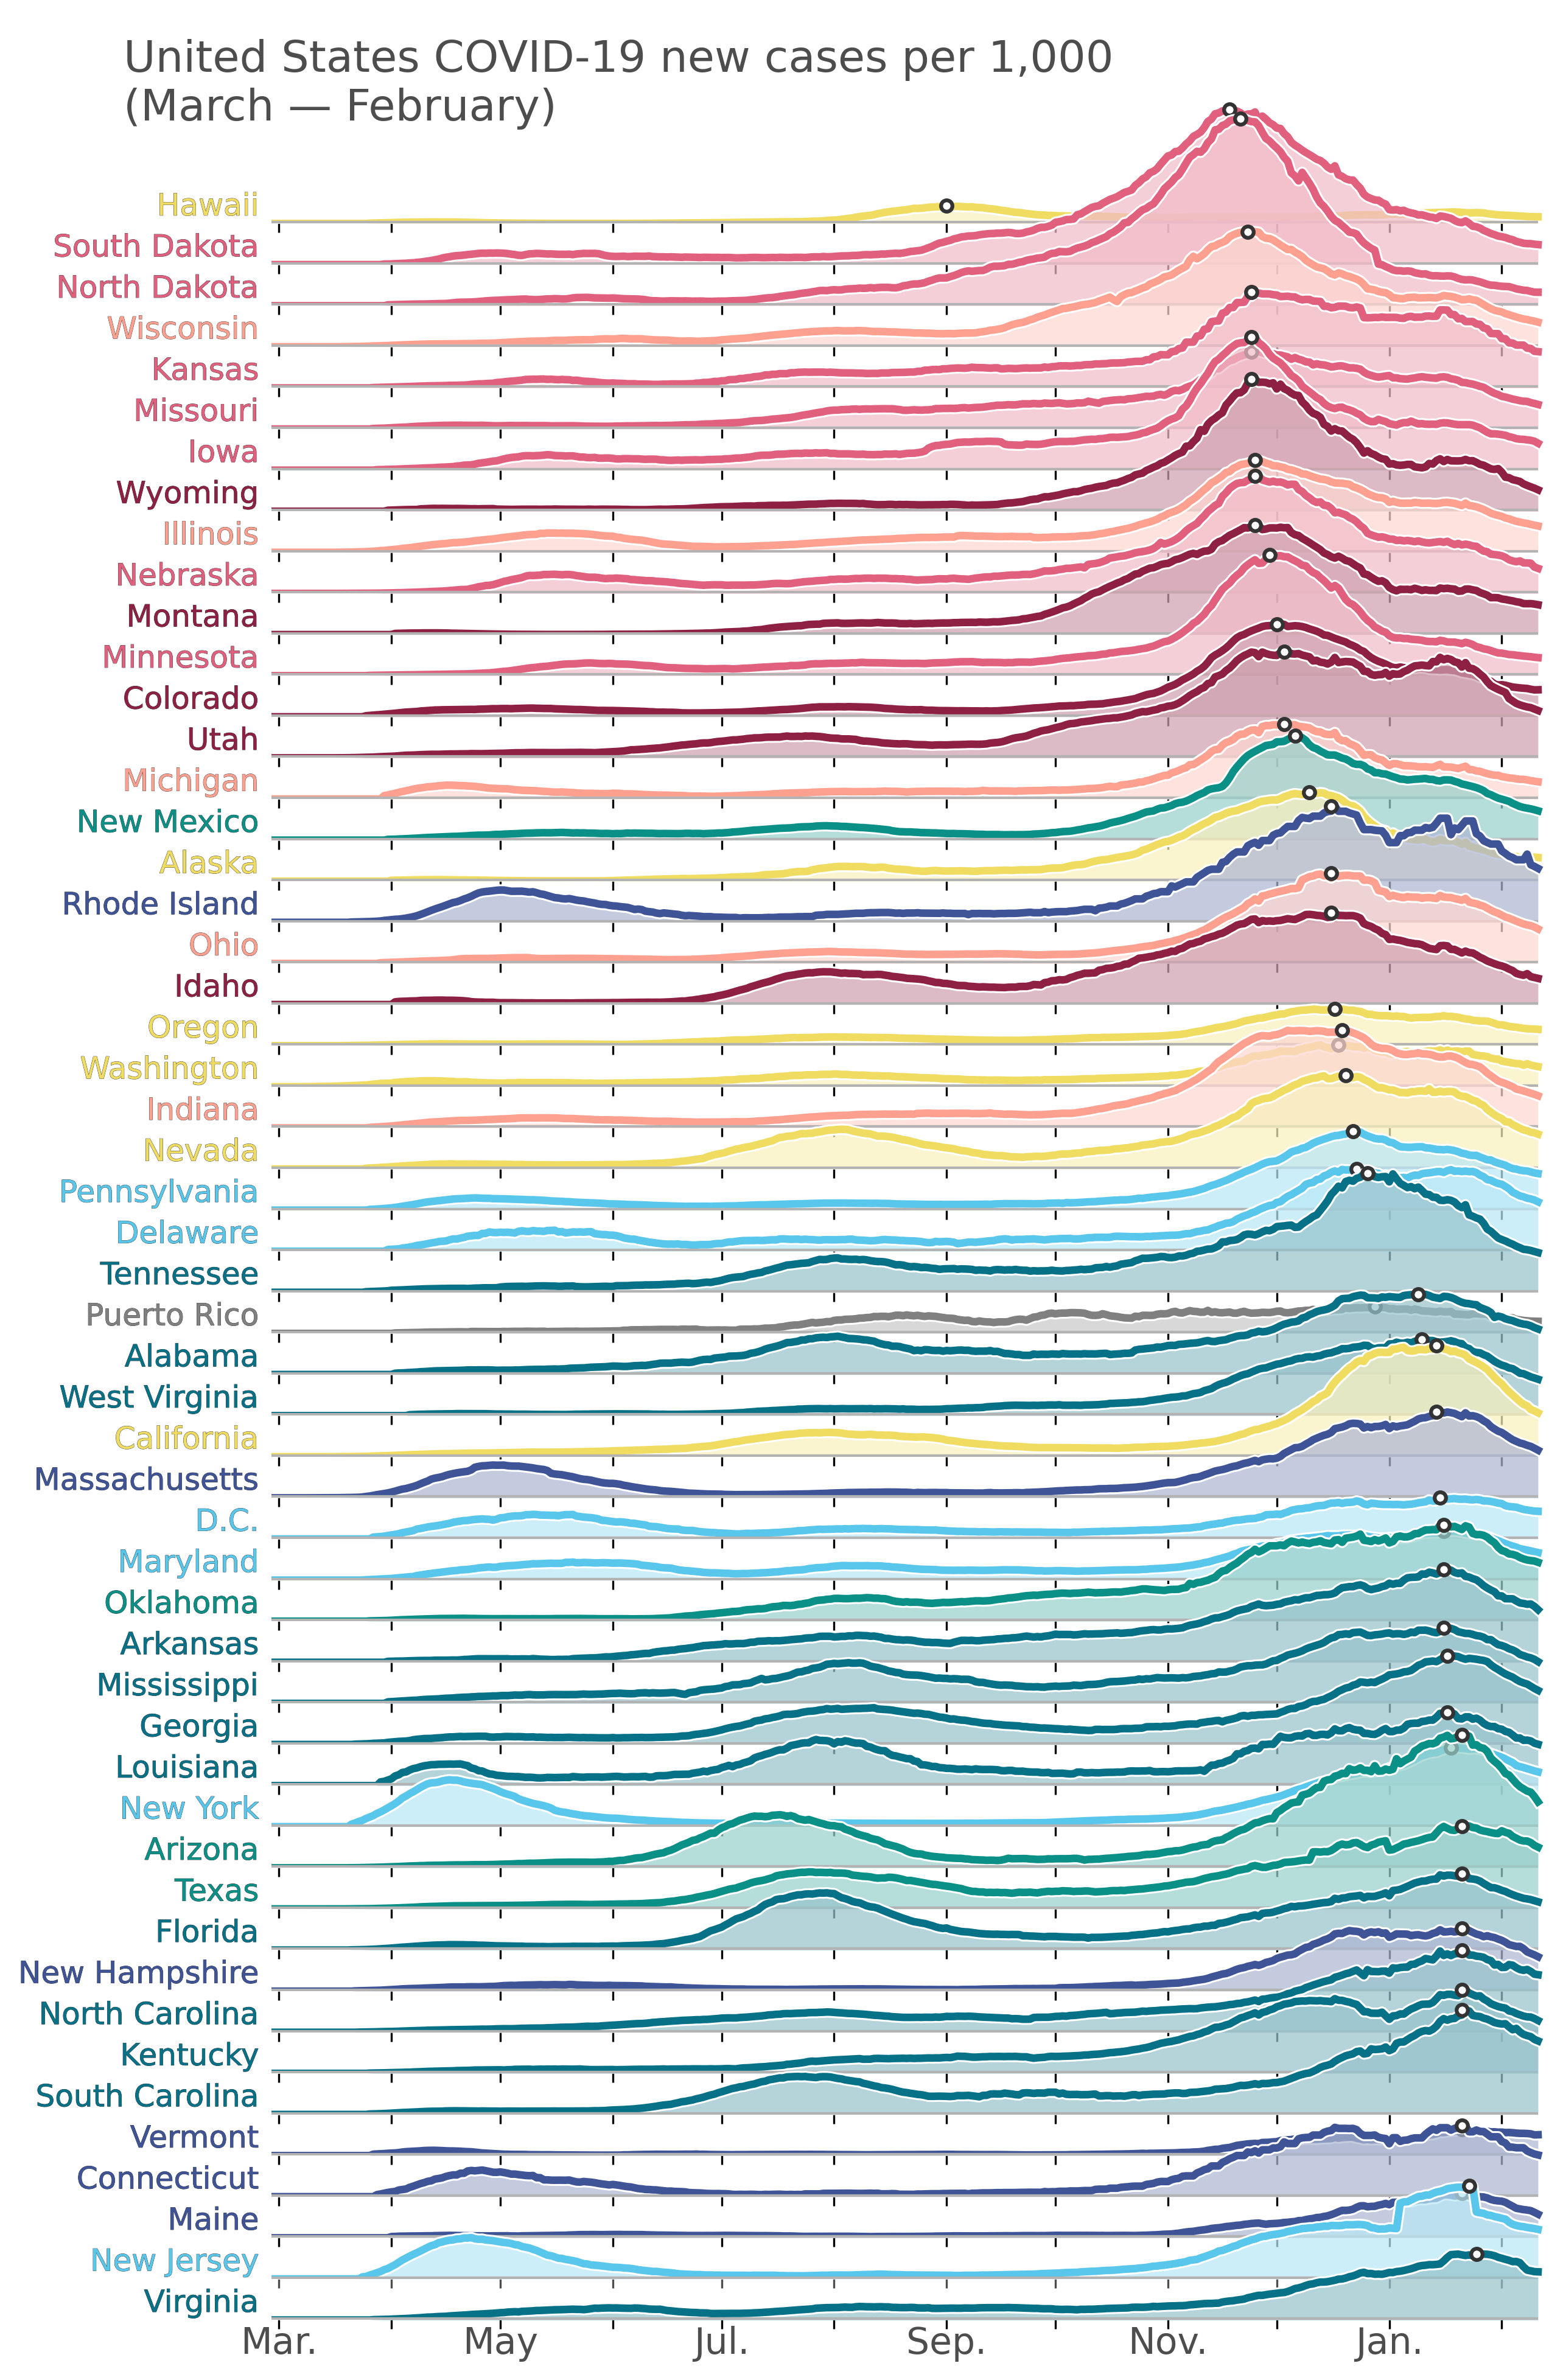 United States COVID-19 new cases per 1,000
(March — February)
Hawaii
South Dakota
North Dakota
Wisconsin
Kansas
Missouri
Iowa
Wyoming
Illinois
Nebraska
Montana
Minnesota
Colorado
Utah
Michigan
New Mexico
Alaska
Rhode Island
Ohio
Idaho
Oregon
Washington
Indiana
Nevada
Pennsylvania
Delaware
Tennessee
Puerto Rico
Alabama
West Virginia
California
Massachusetts
D.C.
Maryland
Oklahoma
Arkansas
Mississippi
Georgia
Louisiana
New York
Arizona
Texas
Florida
New Hampshire
North Carolina
Kentucky
South Carolina
Vermont
Connecticut
Maine
New Jersey
Virginia
Mar. May Jul. Sep. Nov. Jan.